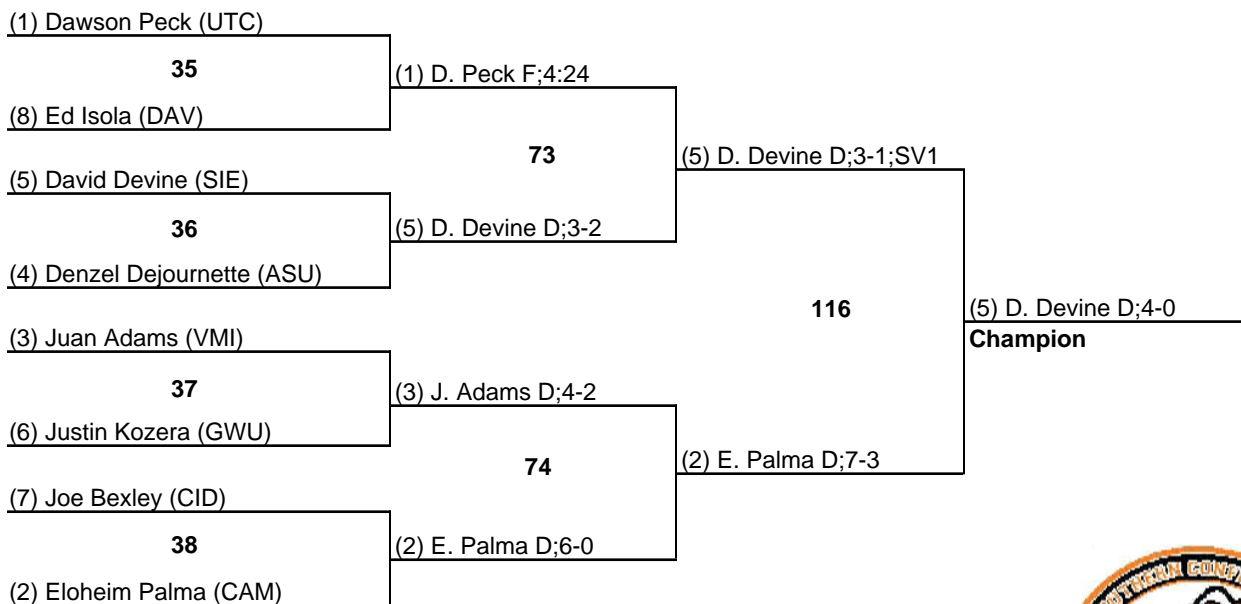 (1) Dawson Peck (UTC)
35
(1) D. Peck F;4:24
(8) Ed Isola (DAV)
73
(5) D. Devine D;3-1;SV1
(5) David Devine (SIE)
36
(5) D. Devine D;3-2
(4) Denzel Dejournette (ASU)
116
(5) D. Devine D;4-0
Champion
(3) Juan Adams (VMI)
37
(3) J. Adams D;4-2
(6) Justin Kozera (GWU)
74
(2) E. Palma D;7-3
(7) Joe Bexley (CID)
38
(2) E. Palma D;6-0
(2) Eloheim Palma (CAM)